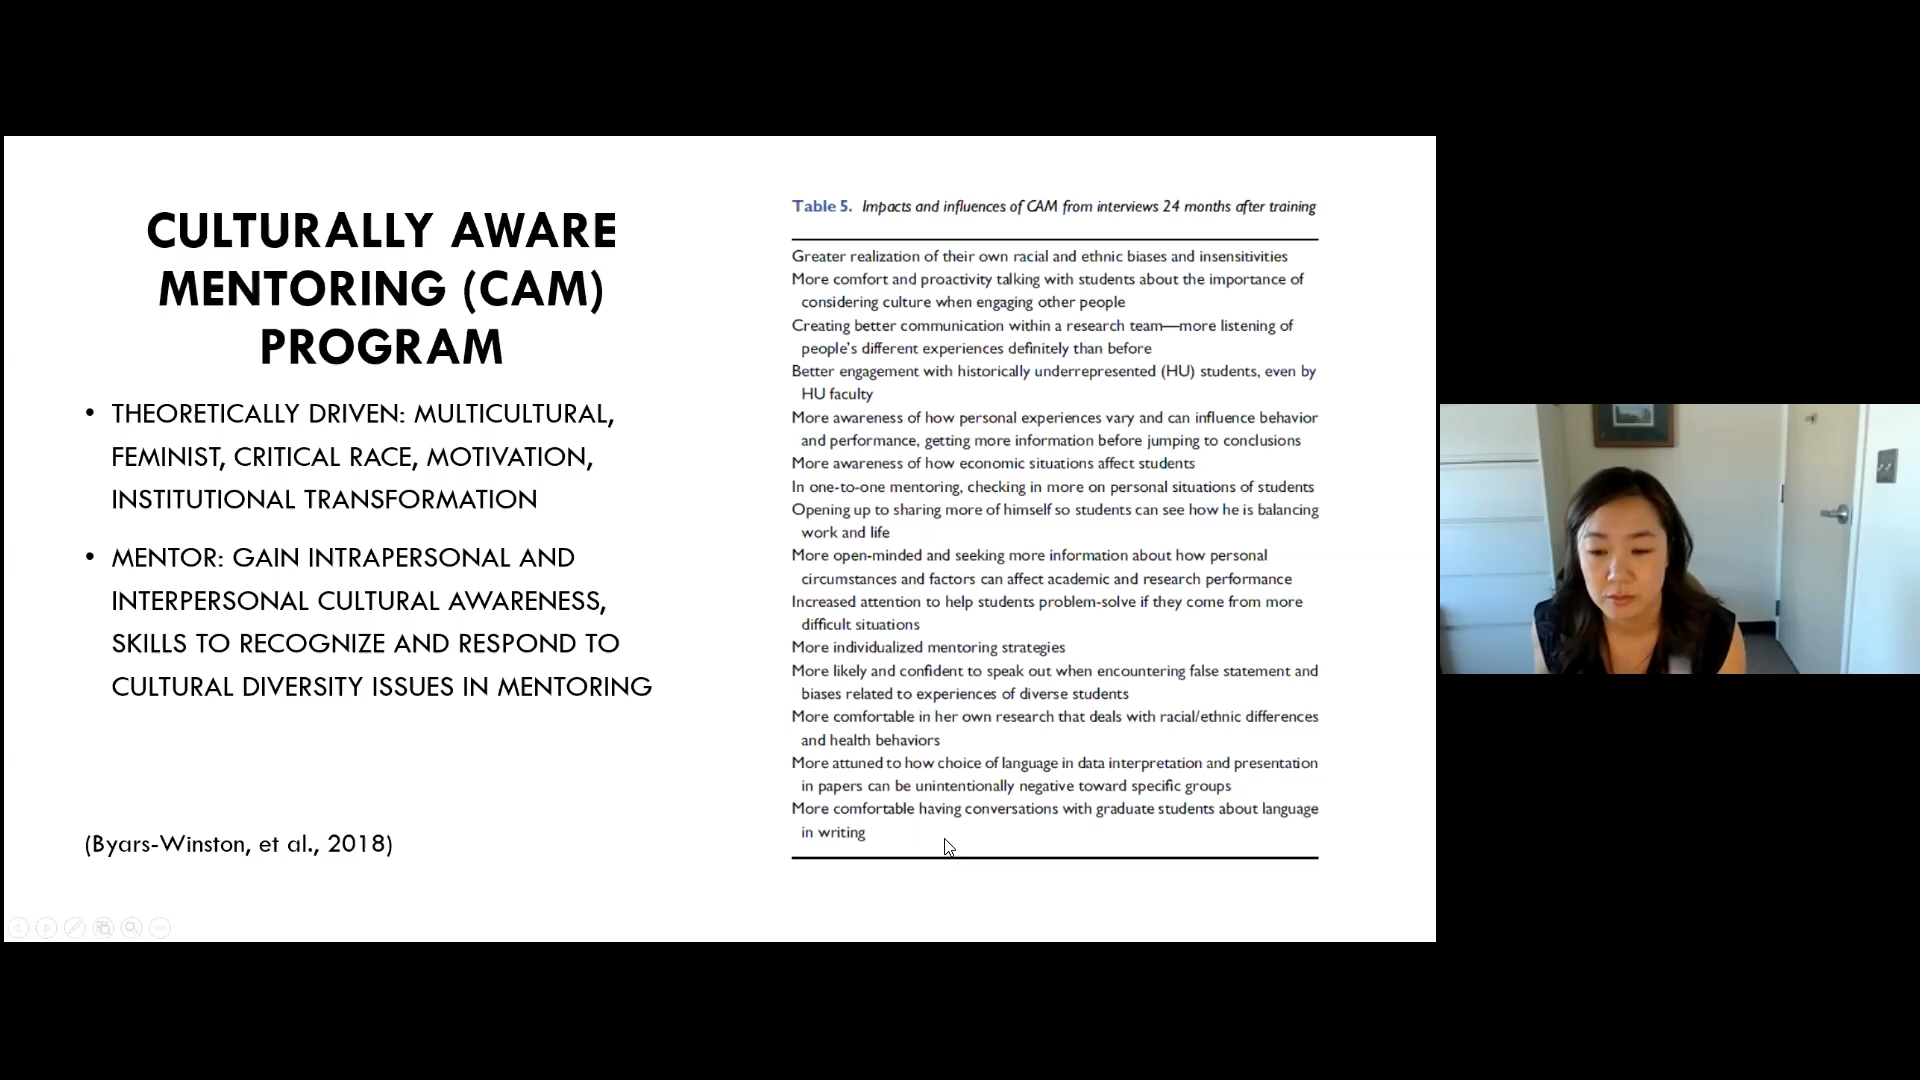 CULTURALLY AWARE
MENTORING (CAM)
PROGRAM
• THEORETICALLY DRIVEN: MULTICULTURAL,
FEMINIST, CRITICAL RACE, MOTIVATION,
INSTITUTIONAL TRANSFORMATION
• MENTOR: GAIN INTRAPERSONAL AND
INTERPERSONAL CULTURAL AWARENESS,
SKILLS TO RECOGNIZE AND RESPOND TO
CULTURAL DIVERSITY ISSUES IN MENTORING
(Byars-Winston, et al., 2018)
Table 5. Impacts and influences of CAM from interviews 24 months after training
Greater realization of their own racial and ethnic biases and insensitivities
More comfort and proactivity talking with students about the importance of
considering culture when engaging other people
Creating better communication within a research team—more listening of
people's different experiences definitely than before
Better engagement with historically underrepresented (HU) students, even by
HU faculty
More awareness of how personal experiences vary and can influence behavior
and performance, getting more information before jumping to conclusions
More awareness of how economic situations affect students
In one-to-one mentoring, checking in more on personal situations of students
Opening up to sharing more of himself so students can see how he is balancing
work and life
More open-minded and seeking more information about how personal
circumstances and factors can affect academic and research performance
Increased attention to help students problem-solve if they come from more
difficult situations
More individualized mentoring strategies
More likely and confident to speak out when encountering false statement and
biases related to experiences of diverse students
More comfortable in her own research that deals with racial/ethnic differences
and health behaviors
More attuned to how choice of language in data interpretation and presentation
in papers can be unintentionally negative toward specific groups
More comfortable having conversations with graduate students about language
in writing